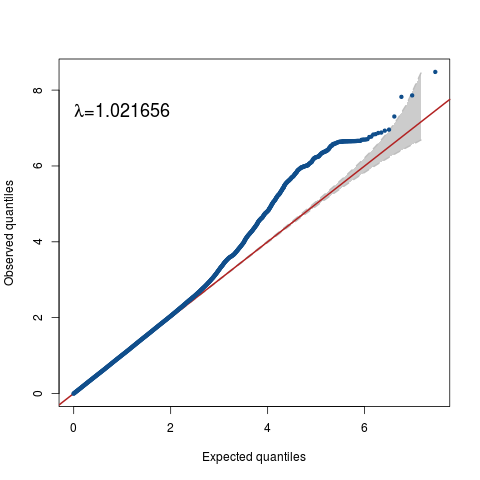 λ=1.021656
8
6
4
2
0
0 2 4 6
Observed quantiles
Expected quantiles